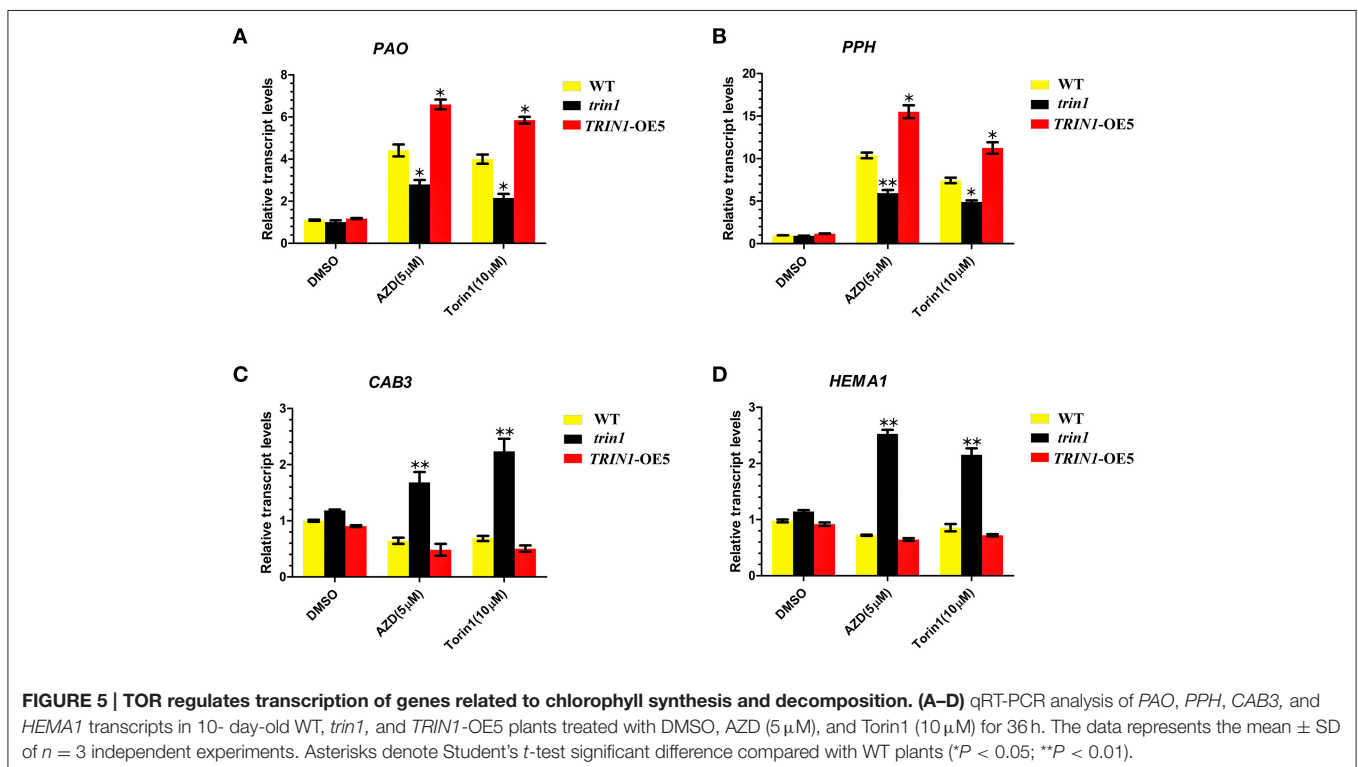 A
PAO
Relative transcript levels
8
6
4
2
0
DMSO
AZD(5μM)
Torin1(10μM)
* * * *
WT
trin1
TRIN1-OE5
B
PPH
Relative transcript levels
20
15
10
5
0
DMSO
AZD(5μM)
Torin1(10μM)
** * * *
WT
trin1
TRIN1-OE5
C
CAB3
Relative transcript levels
3
2
1
0
DMSO
AZD(5μM)
Torin1(10μM)
** **
WT
trin1
TRIN1-OE5
D
HEMA1
Relative transcript levels
3
2
1
0
DMSO
AZD(5μM)
Torin1(10μM)
** **
WT
trin1
TRIN1-OE5
FIGURE 5 | TOR regulates transcription of genes related to chlorophyll synthesis and decomposition. (A–D) qRT-PCR analysis of PAO, PPH, CAB3, and
HEMA1 transcripts in 10- day-old WT, trin1, and TRIN1-OE5 plants treated with DMSO, AZD (5 μM), and Torin1 (10 μM) for 36 h. The data represents the mean ± SD
of n = 3 independent experiments. Asterisks denote Student's t-test significant difference compared with WT plants (*P < 0.05; **P < 0.01).